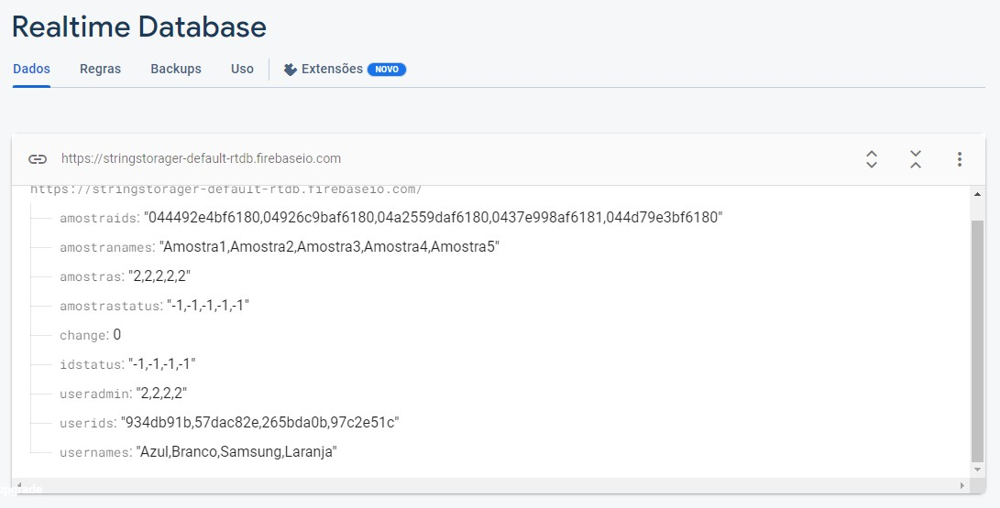 Realtime Database
Dados Regras Backups Uso Extensões NOVO
https://stringstorager-default-rtdb.firebaseio.com
https://stringstorager-default-rtdb.firebaseio.com/
amostraids: "044492e4bf6180,04926c9baf6180,04a2559daf6180,0437e998af6181,044d79e3bf6180"
amostranames: "Amostra1,Amostra2,Amostra3,Amostra4,Amostra5"
amostras: "2,2,2,2,2"
amostrastatus: "-1,-1,-1,-1,-1"
change: 0
idstatus: "-1,-1,-1,-1"
useradmin: "2,2,2,2"
userids: "934db91b,57dac82e,265bda0b,97c2e51c"
usernames: "Azul,Branco,Samsung,Laranja"
upgrade